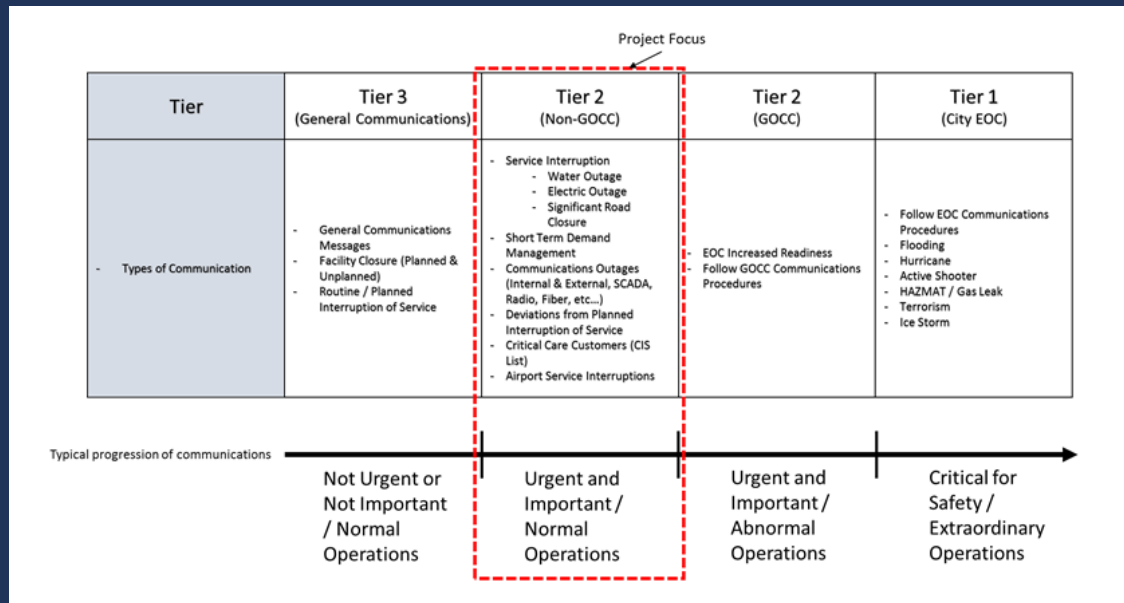 Project Focus
Tier
Tier 3
(General Communications)
Tier 2
(Non-GOCC)
Tier 2
(GOCC)
Tier 1
(City EOC)
- Types of Communication
- General Communications
Messages
- Facility Closure (Planned &
Unplanned)
- Routine / Planned
Interruption of Service
- Service Interruption
- Water Outage
- Electric Outage
- Significant Road
Closure
- Short Term Demand
Management
- Communications Outages
(Internal & External, SCADA,
Radio, Fiber, etc...)
- Deviations from Planned
Interruption of Service
- Critical Care Customers (CIS
List)
- Airport Service Interruptions
- EOC Increased Readiness
- Follow GOCC Communications
Procedures
- Follow EOC Communications
Procedures
- Flooding
- Hurricane
- Active Shooter
- HAZMAT / Gas Leak
- Terrorism
- Ice Storm
Typical progression of communications
Not Urgent or
Not Important
/ Normal
Operations
Urgent and
Important /
Normal
Operations
Urgent and
Important /
Abnormal
Operations
Critical for
Safety /
Extraordinary
Operations